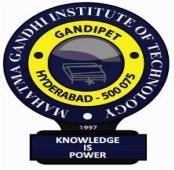 MAHATMA GANDHI INSTITUTE OF TECHNOLOGY
GANDIPET
HYDERABAD - 500 075
1997
KNOWLEDGE
IS
POWER